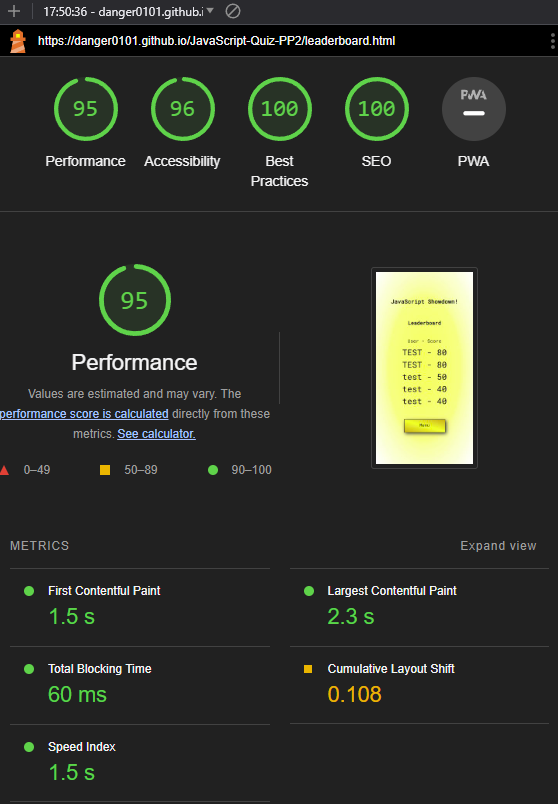 17:50:36 - danger0101.github.i
https://danger0101.github.io/JavaScript-Quiz-PP2/leaderboard.html
95 96 100 100 PWA
Performance Accessibility Best Practices SEO PWA
95
Performance
Values are estimated and may vary. The
performance score is calculated directly from these
metrics. See calculator.
0–49 50–89 90–100
JavaScript Showdown!
Leaderboard
User - Score
TEST - 80
TEST - 80
test - 50
test - 40
test - 40
Menu
METRICS Expand view
First Contentful Paint
1.5 s
Largest Contentful Paint
2.3 s
Total Blocking Time
60 ms
Cumulative Layout Shift
0.108
Speed Index
1.5 s